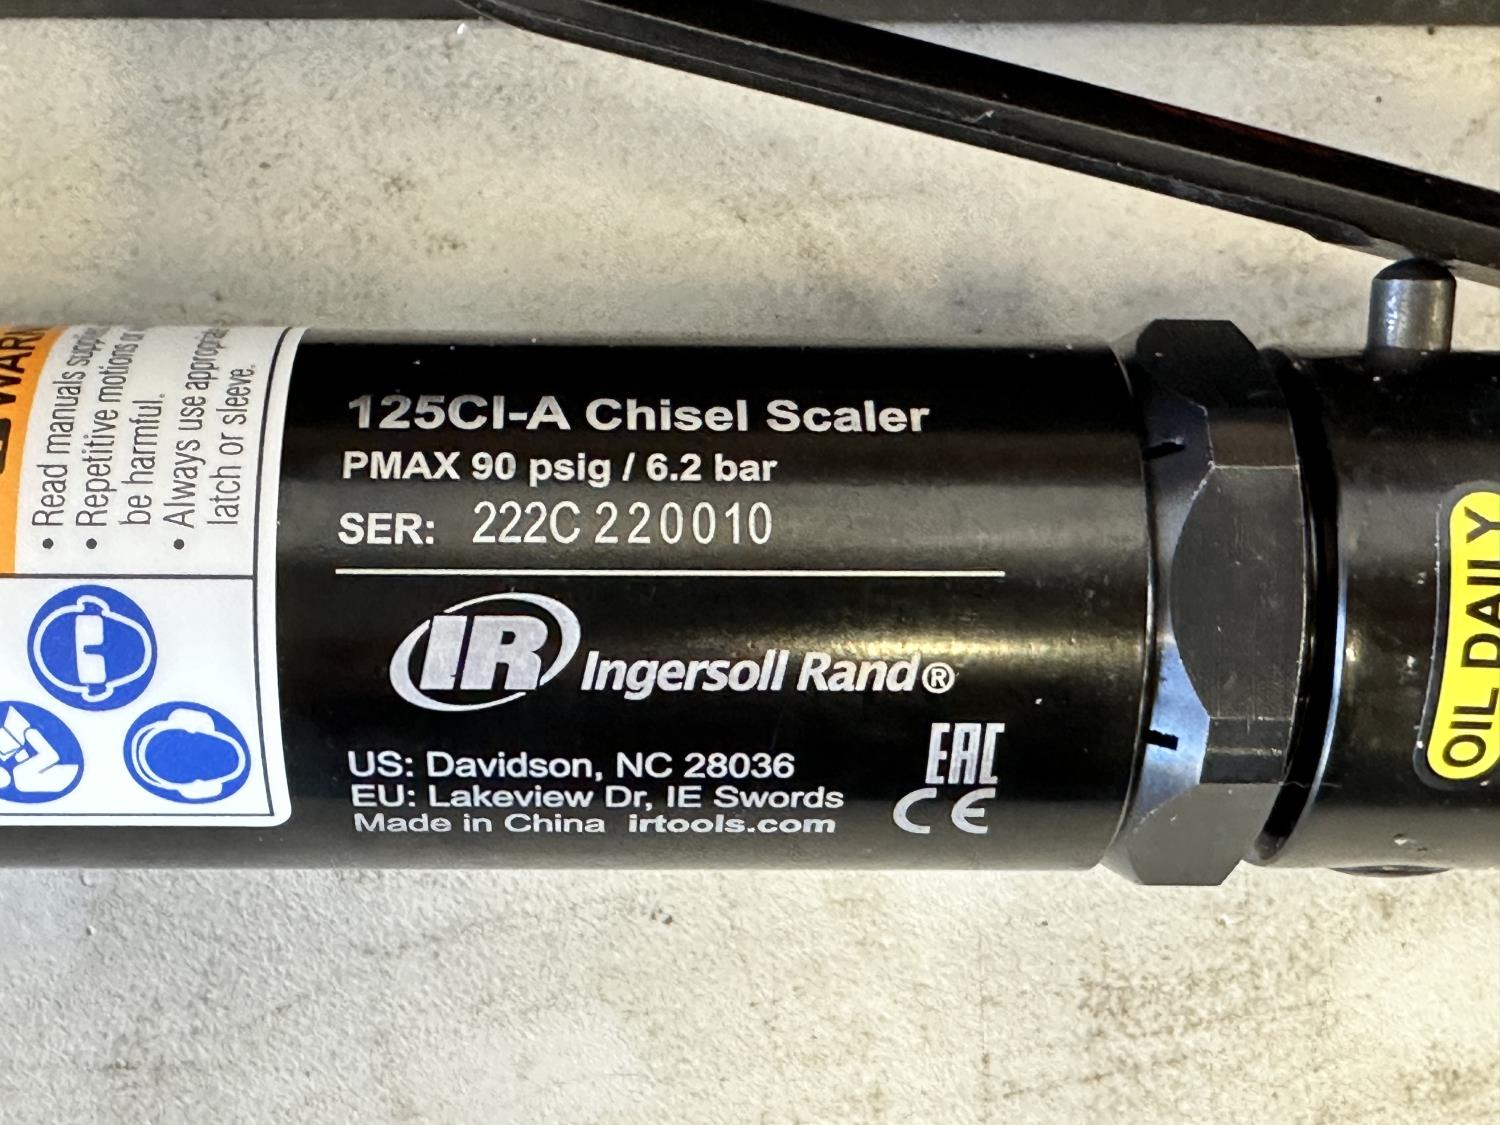 125CI-A Chisel Scaler
PMAX 90 psig / 6.2 bar
SER: 222C 220010
IR Ingersoll Rand®
US: Davidson, NC 28036
EU: Lakeview Dr, IE Swords
Made in China irtools.com
EAC
CE
• Read manuals
• Repetitive motions
be harmful.
• Always use
latch or sleeve.
OIL DAILY